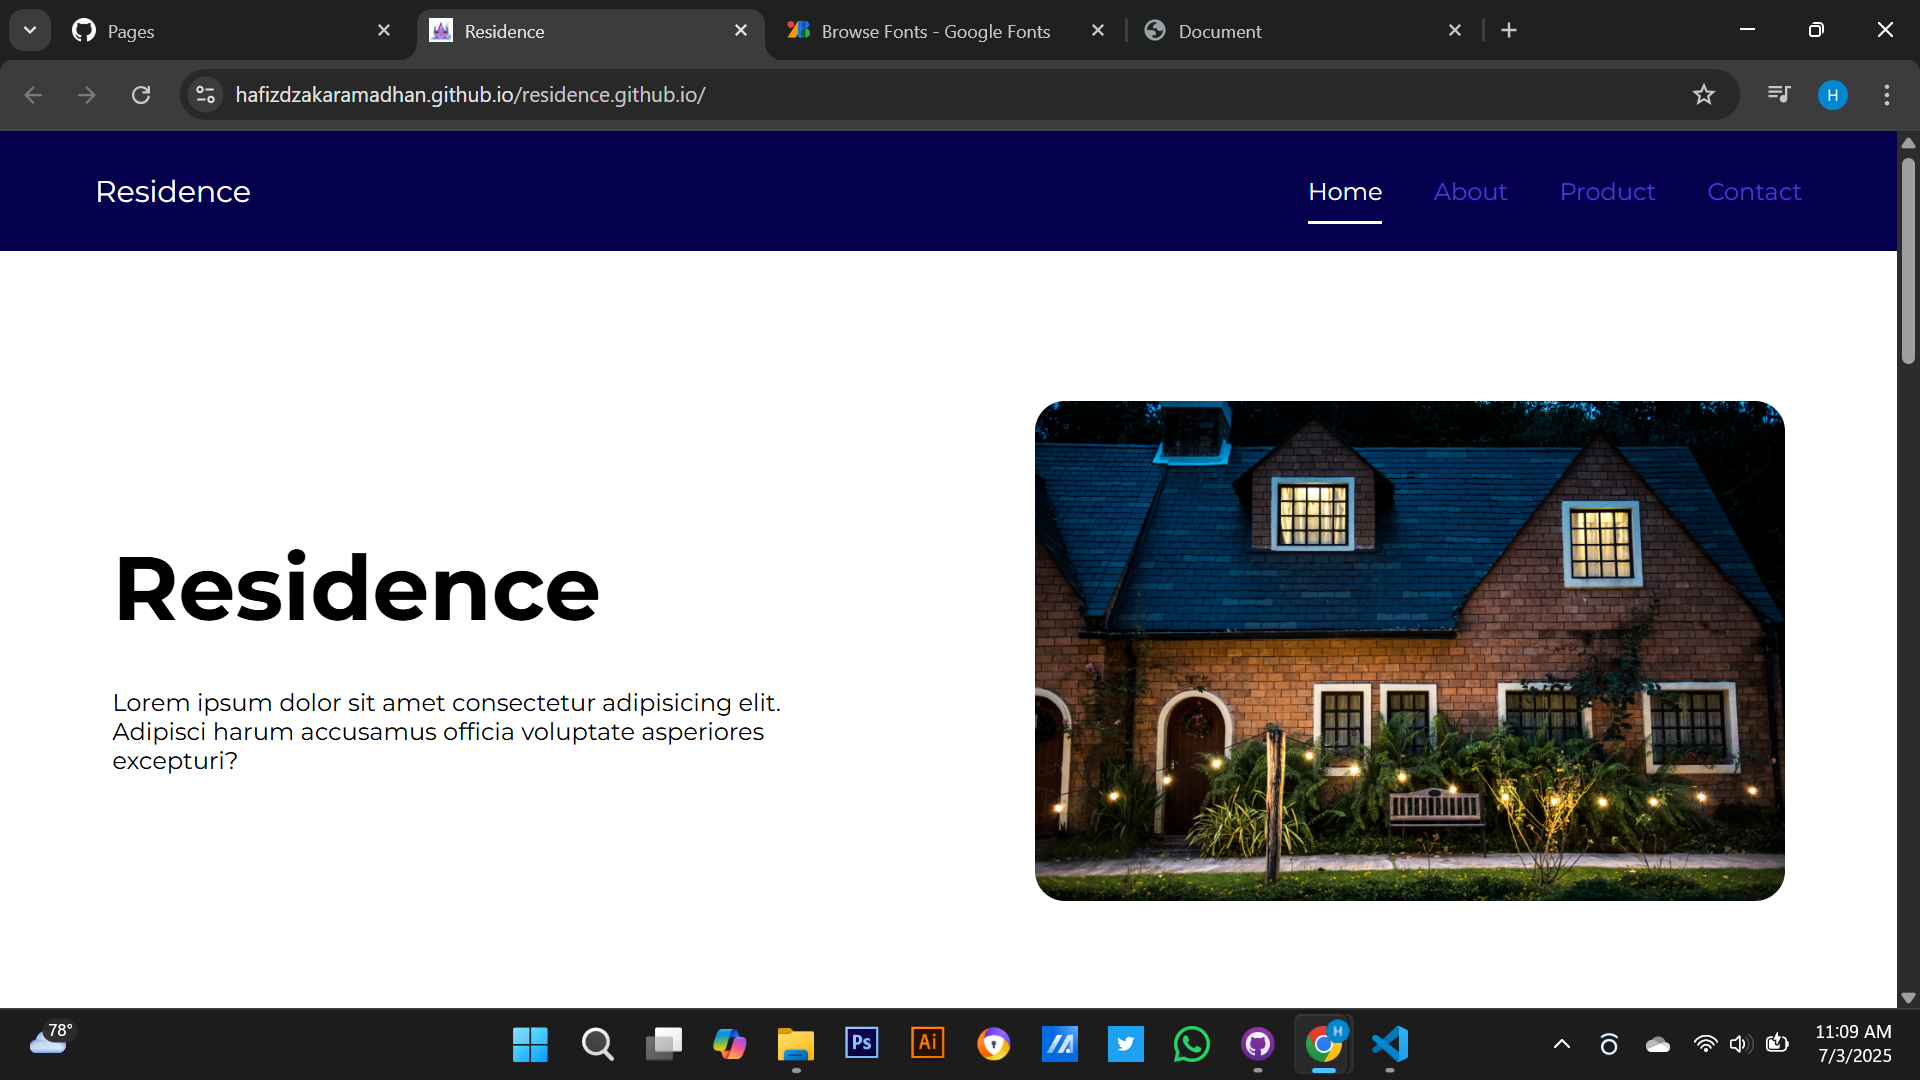 Pages
Residence
Browse Fonts - Google Fonts
Document
hafizdzakaramadhan.github.io/residence.github.io/
H
Residence
Home
About
Product
Contact
Residence
Lorem ipsum dolor sit amet consectetur adipisicing elit.
Adipisci harum accusamus officia voluptate asperiores
excepturi?
78°
Ps
Ai
H
11:09 AM
7/3/2025